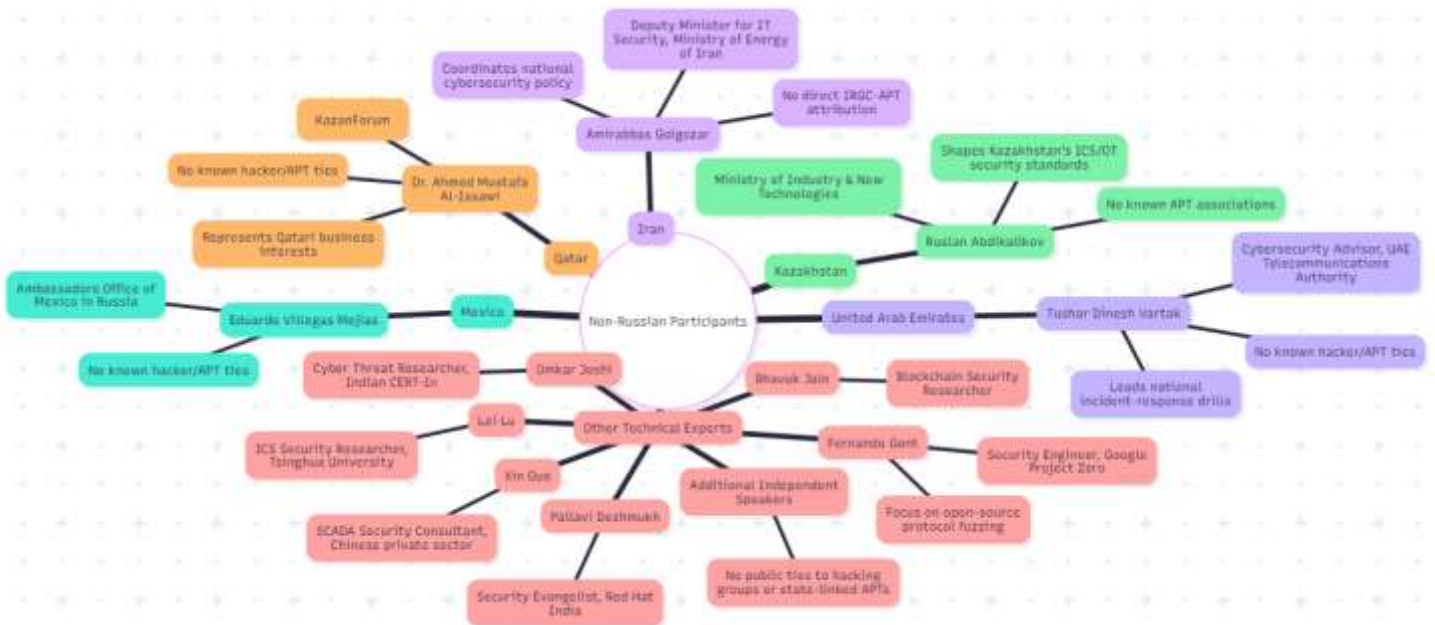 Deputy Minister for IT
Security, Ministry of Energy
of Iran
Coordinates national
cybersecurity policy
No direct IRGC-APT
attribution
Amirabbas Golgozar
Iran
KazanForum
No known hacker/APT ties
Dr. Ahmed Mustafa
Al-Issawi
Represents Qatari business
interests
Qatar
Ministry of Industry & New
Technologies
Shapes Kazakhstan's ICS/OT
security standards
No known APT associations
Ruslan Abdikalikov
Kazakhstan
Ambassadors Office of
Mexico in Russia
Eduardo Villegas Mejias
No known hacker/APT ties
Mexico
Non-Russian Participants
United Arab Emirates
Tushar Dinesh Vartak
Cybersecurity Advisor, UAE
Telecommunications
Authority
No known hacker/APT ties
Leads national
incident-response drills
Cyber Threat Researcher,
Indian CERT-In
Omkar Joshi
Bhavuk Jain
Blockchain Security
Researcher
Lei Lu
ICS Security Researcher,
Tsinghua University
Other Technical Experts
Fernando Gont
Security Engineer, Google
Project Zero
Focus on open-source
protocol fuzzing
Xin Guo
SCADA Security Consultant,
Chinese private sector
Pallavi Deshmukh
Security Evangelist, Red Hat
India
Additional Independent
Speakers
No public ties to hacking
groups or state-linked APTs